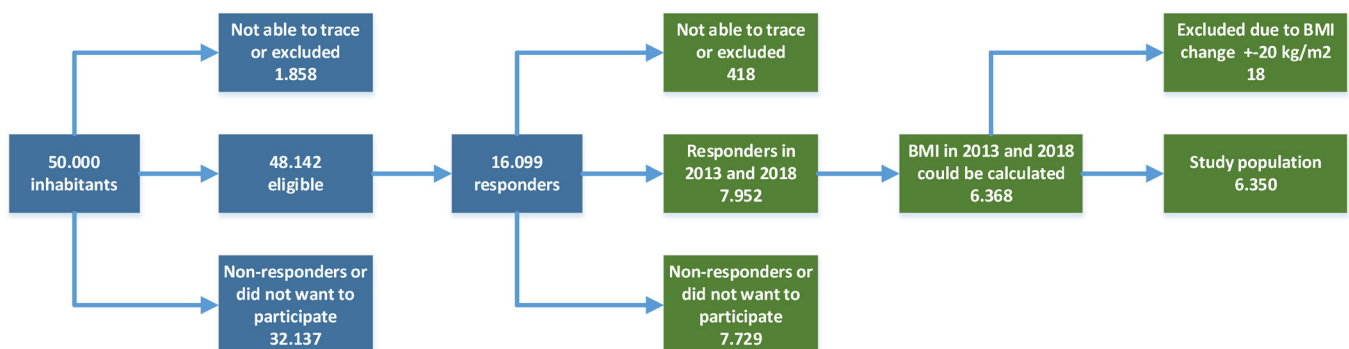 Not able to trace
or excluded
1.858
50.000
inhabitants
48.142
eligible
Non-responders or
did not want to
participate
32.137
16.099
responders
Not able to trace
or excluded
418
Responders in
2013 and 2018
7.952
Non-responders or
did not want to
participate
7.729
BMI in 2013 and 2018
could be calculated
6.368
Excluded due to BMI
change +-20 kg/m2
18
Study population
6.350